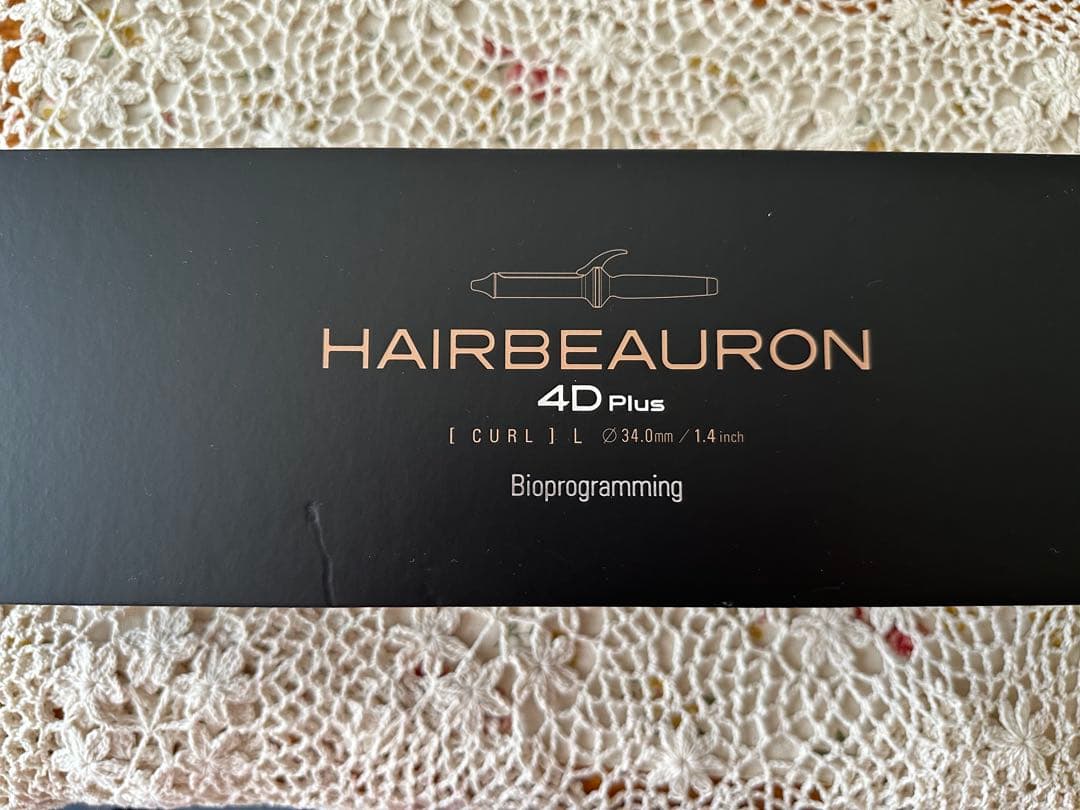 HAIRBEAURON
4D Plus
[ CURL ] L ∅34.0mm / 1.4 inch
Bioprogramming